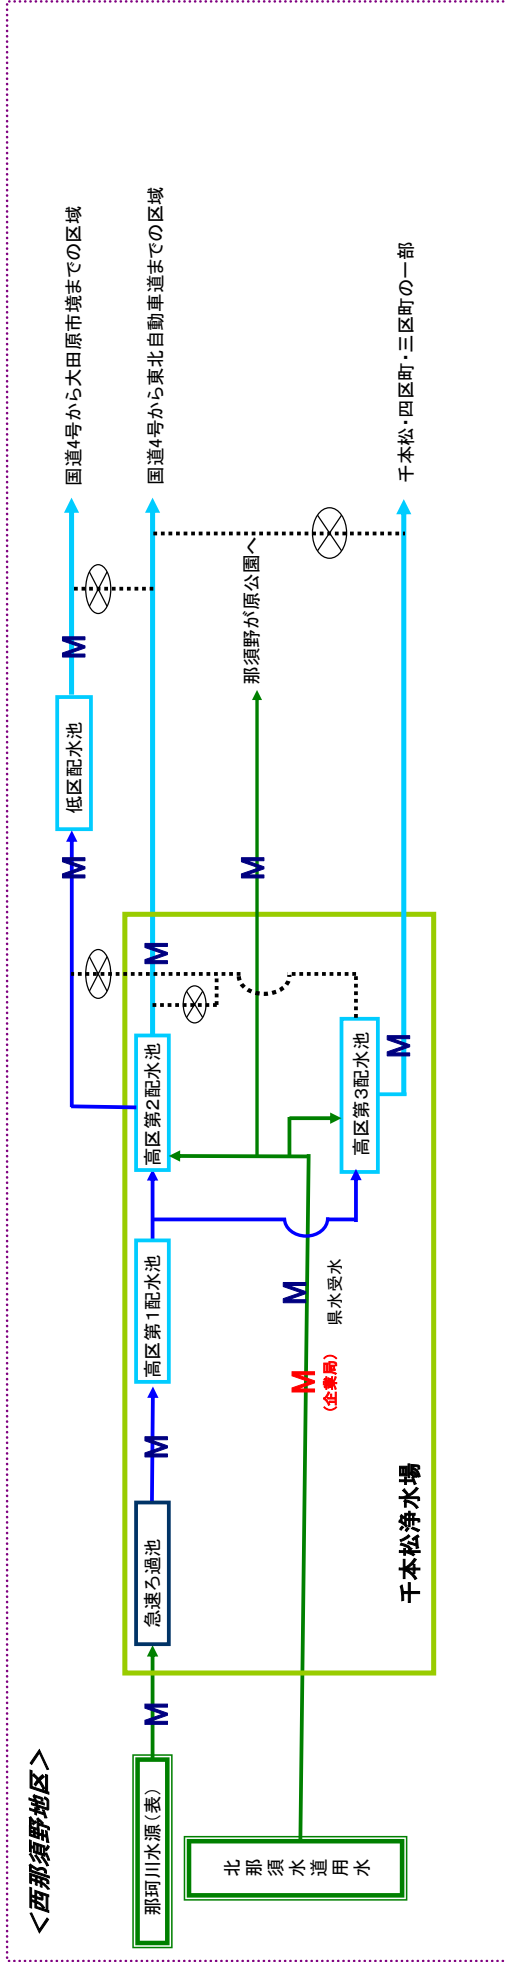 ＜西那須野地区＞
那珂川水源（表）
M
急速ろ過池
M
高区第１配水池
高区第２配水池
M
国道4号から東北自動車道までの区域
M
低区配水池
M
国道4号から大田原市境までの区域
北那須水道用水
M
（企業局）
M
県水受水
M
那須野が原公園へ
高区第３配水池
M
千本松・四区町・三区町の一部
千本松浄水場